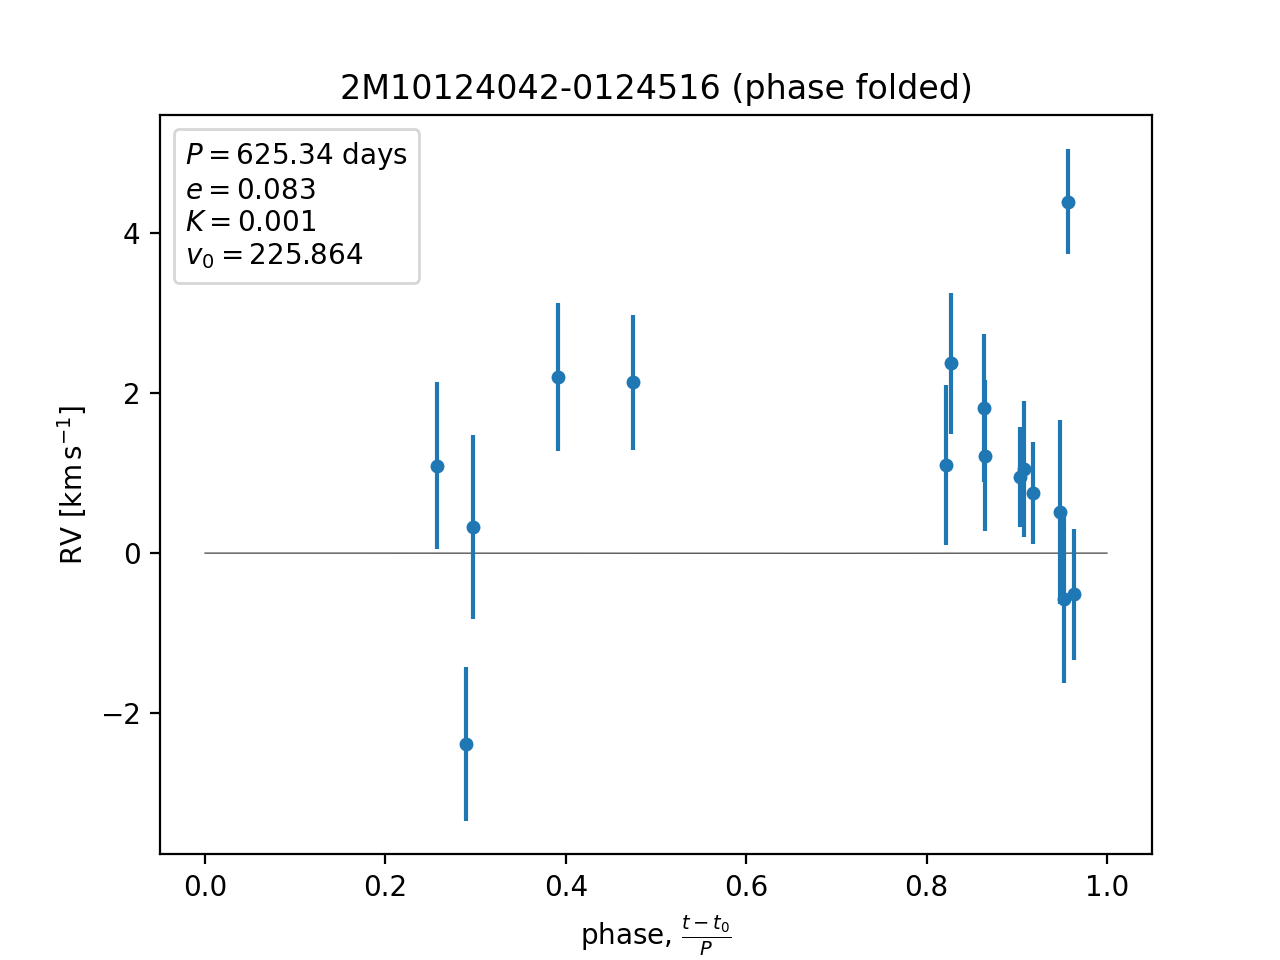 2M10124042-0124516 (phase folded)
P = 625.34 days
e = 0.083
K = 0.001
v₀ = 225.864
4
2
0
−2
RV [km s⁻¹]
0.0 0.2 0.4 0.6 0.8 1.0
phase, (t − t₀)/P